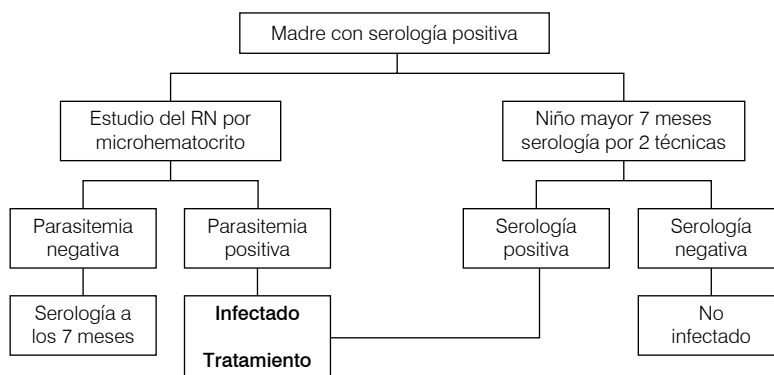 Madre con serología positiva
Estudio del RN por
microhematocrito
Niño mayor 7 meses
serología por 2 técnicas
Parasitemia
negativa
Parasitemia
positiva
Serología
positiva
Serología
negativa
Serología a
los 7 meses
Infectado
Tratamiento
No
infectado